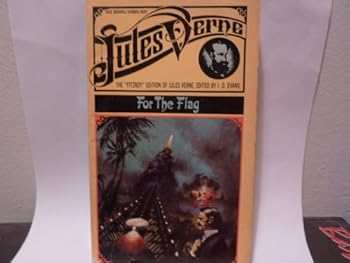 Jules Verne
THE "FITZROY" EDITION OF JULES VERNE, EDITED BY I. O. EVANS
For The Flag